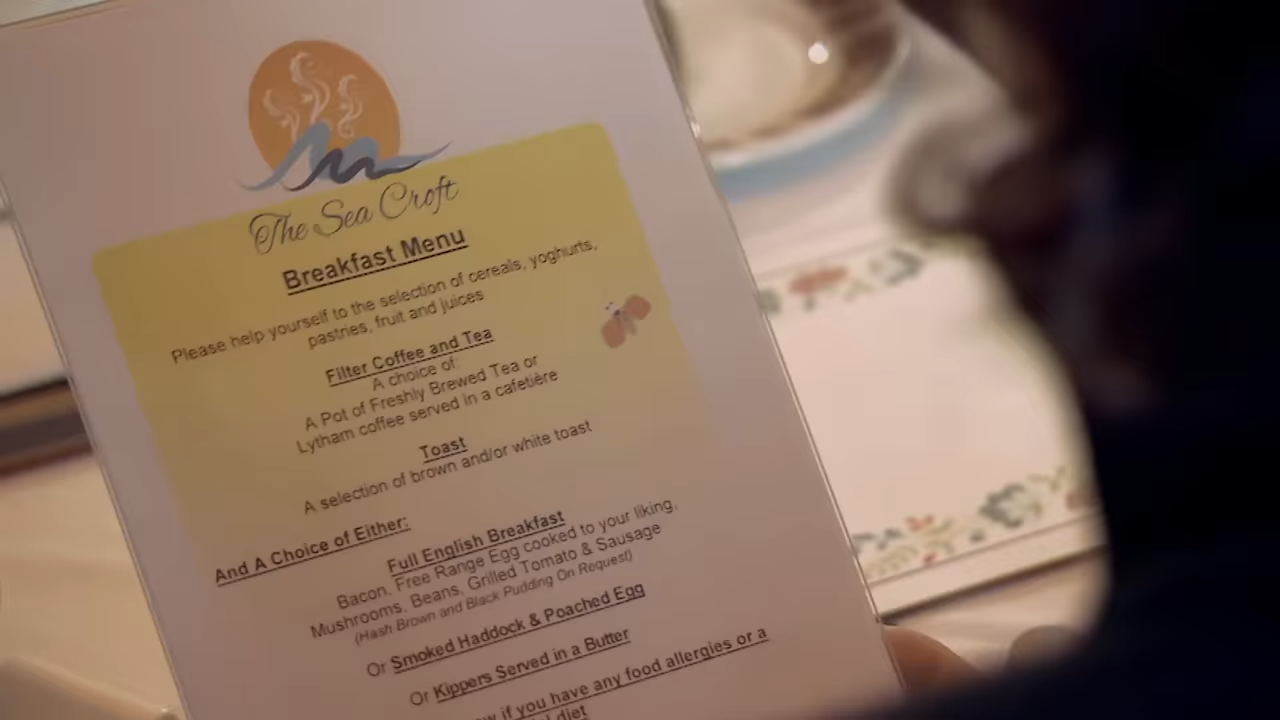 The Sea Croft
Breakfast Menu
Please help yourself to the selection of cereals, yoghurts,
pastries, fruit and juices
Filter Coffee and Tea
A choice of:
A Pot of Freshly Brewed Tea or
Lytham coffee served in a cafetière
Toast
A selection of brown and/or white toast
And A Choice of Either:
Full English Breakfast
Bacon, Free Range Egg cooked to your liking,
Mushrooms, Beans, Grilled Tomato & Sausage
(Hash Brown and Black Pudding On Request)
Or Smoked Haddock & Poached Egg
Or Kippers Served in a Butter
if you have any food allergies or a
diet